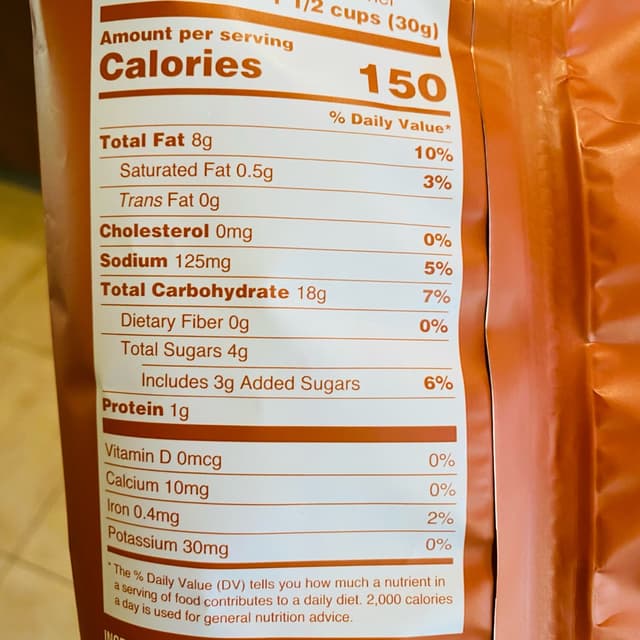 1/2 cups (30g)
Amount per serving
Calories 150
% Daily Value*
Total Fat 8g 10%
Saturated Fat 0.5g 3%
Trans Fat 0g
Cholesterol 0mg 0%
Sodium 125mg 5%
Total Carbohydrate 18g 7%
Dietary Fiber 0g 0%
Total Sugars 4g
Includes 3g Added Sugars 6%
Protein 1g
Vitamin D 0mcg 0%
Calcium 10mg 0%
Iron 0.4mg 2%
Potassium 30mg 0%
* The % Daily Value (DV) tells you how much a nutrient in
a serving of food contributes to a daily diet. 2,000 calories
a day is used for general nutrition advice.